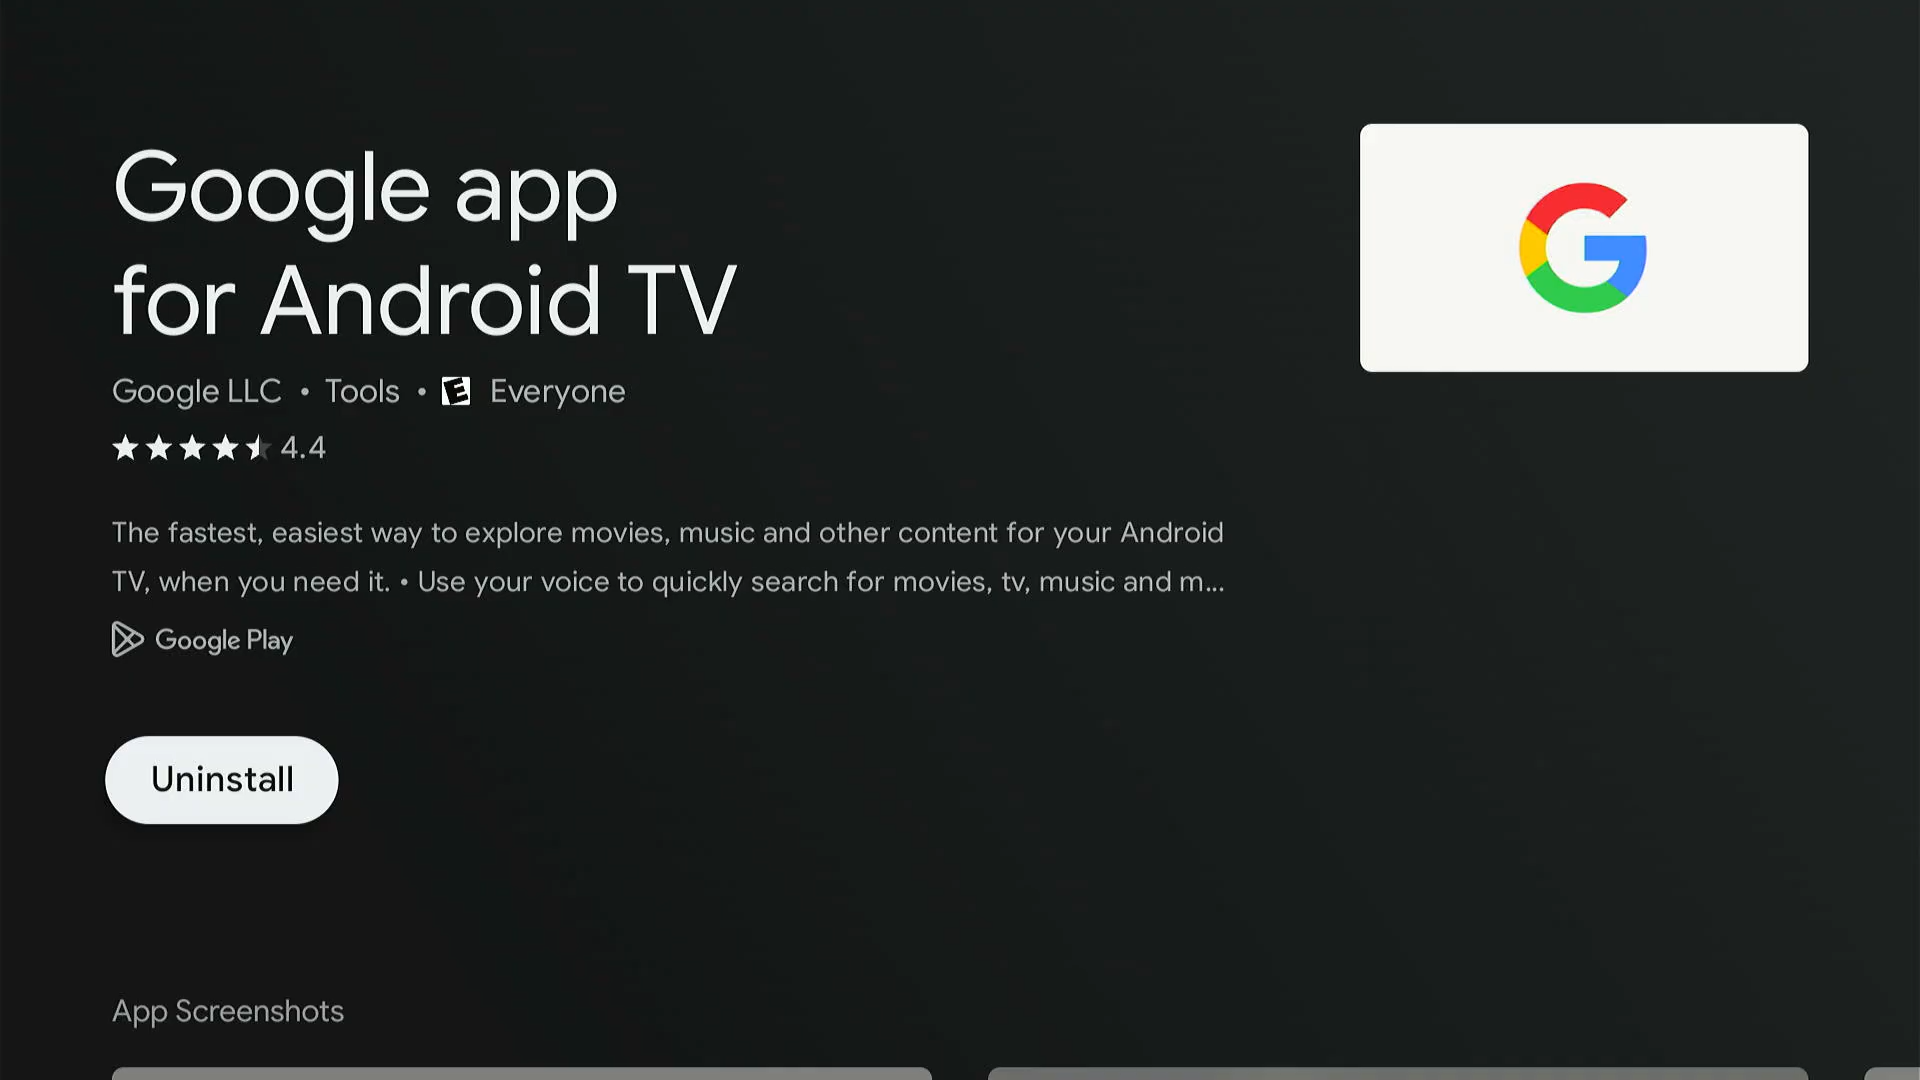 Google app
for Android TV
Google LLC • Tools • E Everyone
4.4
The fastest, easiest way to explore movies, music and other content for your Android
TV, when you need it. • Use your voice to quickly search for movies, tv, music and m...
Google Play
Uninstall
App Screenshots